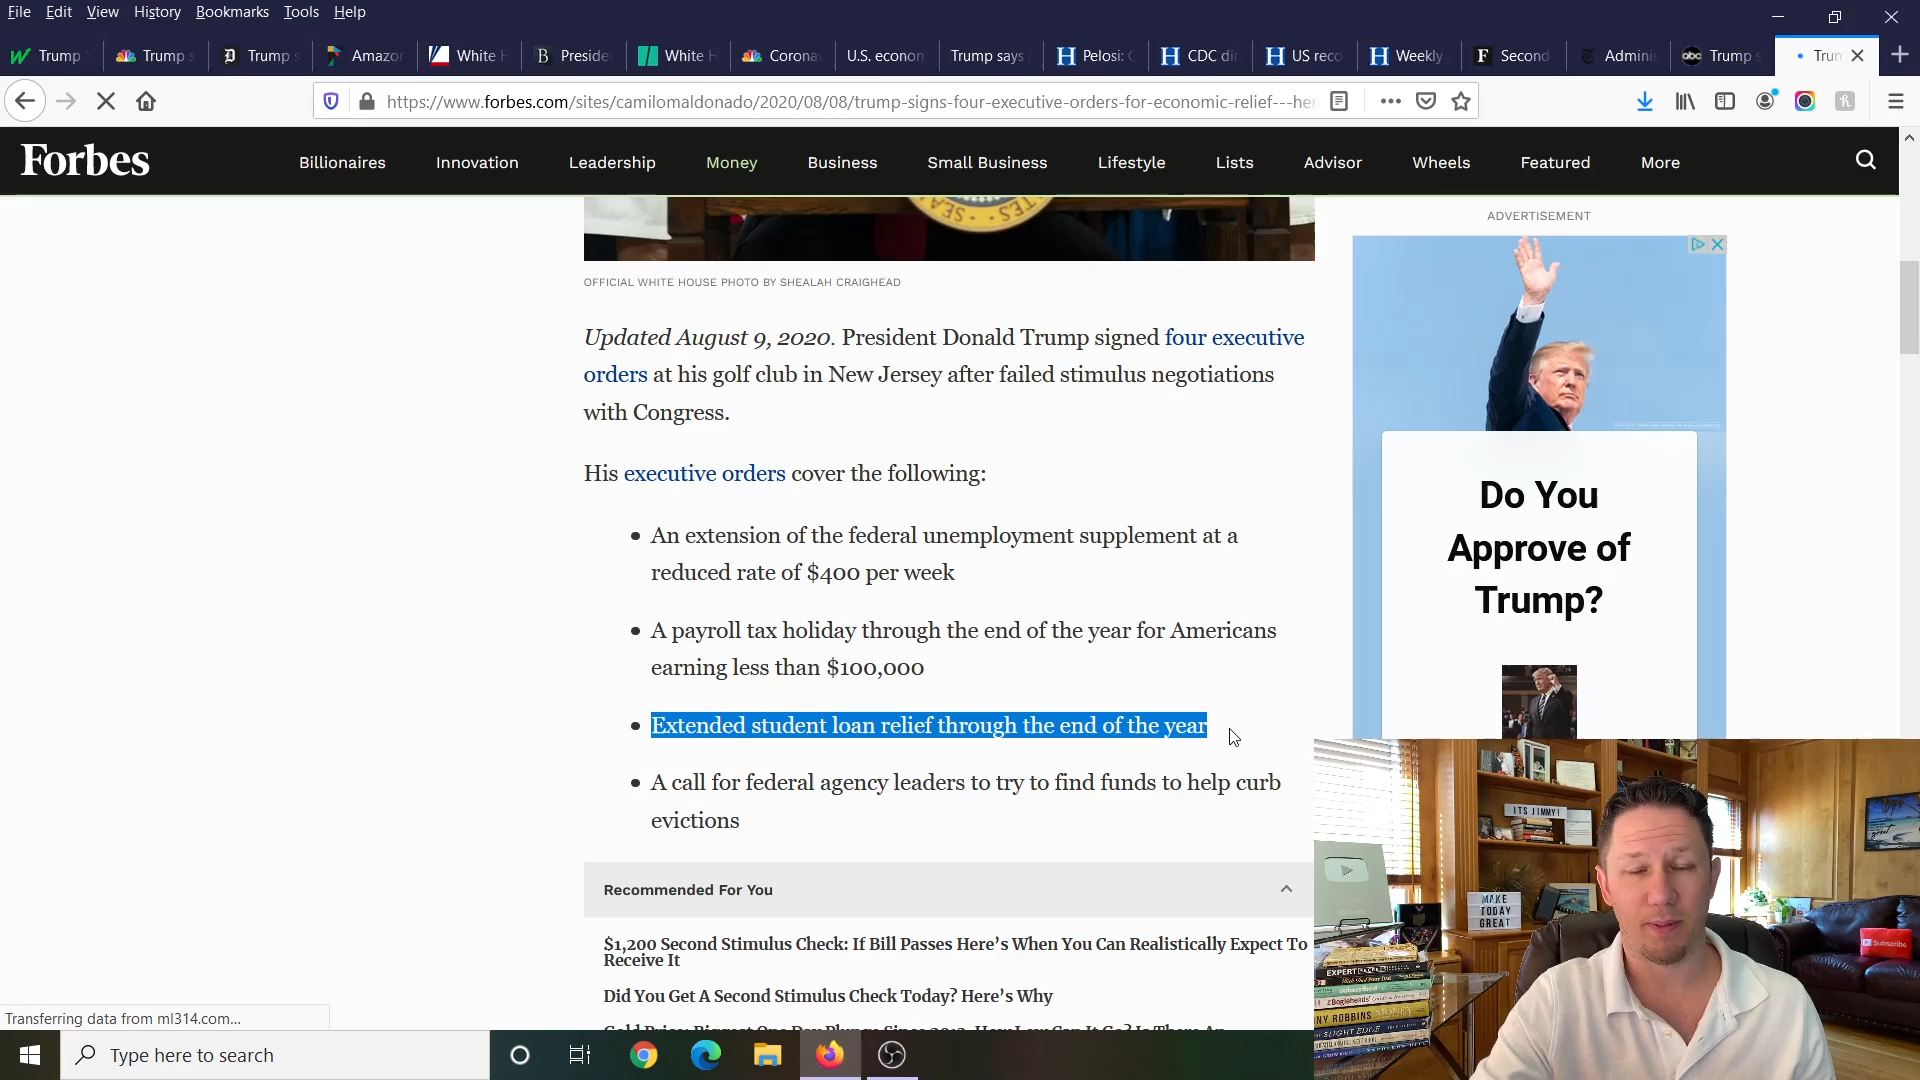 File Edit View History Bookmarks Tools Help
Trump Trump s Trump s Amazo White H Preside White H Corona U.S. econom Trump says Pelosi: C CDC di US reco Weekly Second Adminis Trump s Trum
https://www.forbes.com/sites/camilomaldonado/2020/08/08/trump-signs-four-executive-orders-for-economic-relief---her
Forbes Billionaires Innovation Leadership Money Business Small Business Lifestyle Lists Advisor Wheels Featured More
ADVERTISEMENT
OFFICIAL WHITE HOUSE PHOTO BY SHEALAH CRAIGHEAD
Updated August 9, 2020. President Donald Trump signed four executive
orders at his golf club in New Jersey after failed stimulus negotiations
with Congress.
His executive orders cover the following:
• An extension of the federal unemployment supplement at a
reduced rate of $400 per week
• A payroll tax holiday through the end of the year for Americans
earning less than $100,000
• Extended student loan relief through the end of the year
• A call for federal agency leaders to try to find funds to help curb
evictions
Do You
Approve of
Trump?
Recommended For You
$1,200 Second Stimulus Check: If Bill Passes Here's When You Can Realistically Expect To
Receive It
Did You Get A Second Stimulus Check Today? Here's Why
ITS JIMMY!
MAKE
TODAY
GREAT
great
Subscribe
EXPERT
subscribed
Bogleheads'
NY ROBBINS MONEY
SLIGHT EDGE
Transferring data from ml314.com...
Type here to search